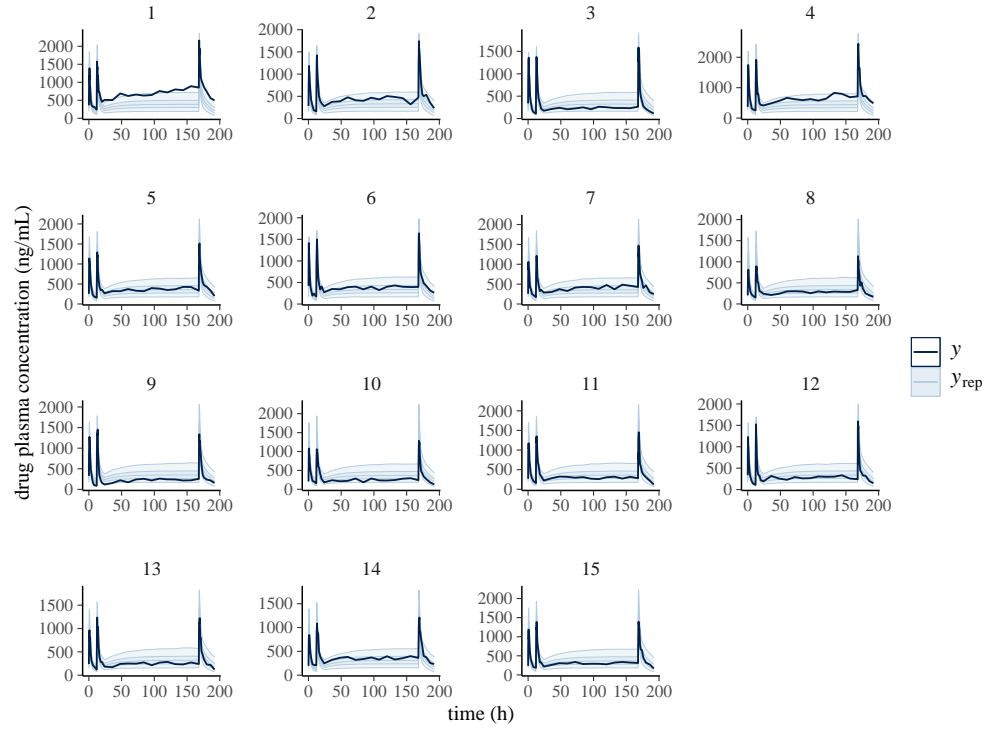 1 2 3 4
2000 1500 1000 500 0
2000 1500 1000 500 0
1500 1000 500 0
2000 1000 0
0 50 100 150 200 0 50 100 150 200 0 50 100 150 200 0 50 100 150 200
5 6 7 8
2000 1500 1000 500 0
2000 1500 1000 500 0
2000 1500 1000 500 0
2000 1500 1000 500 0
0 50 100 150 200 0 50 100 150 200 0 50 100 150 200 0 50 100 150 200
9 10 11 12
2000 1500 1000 500 0
2000 1500 1000 500 0
2000 1500 1000 500 0
2000 1500 1000 500 0
0 50 100 150 200 0 50 100 150 200 0 50 100 150 200 0 50 100 150 200
13 14 15
1500 1000 500 0
1500 1000 500 0
2000 1500 1000 500 0
0 50 100 150 200 0 50 100 150 200 0 50 100 150 200
drug plasma concentration (ng/mL)
time (h)
y
yrep